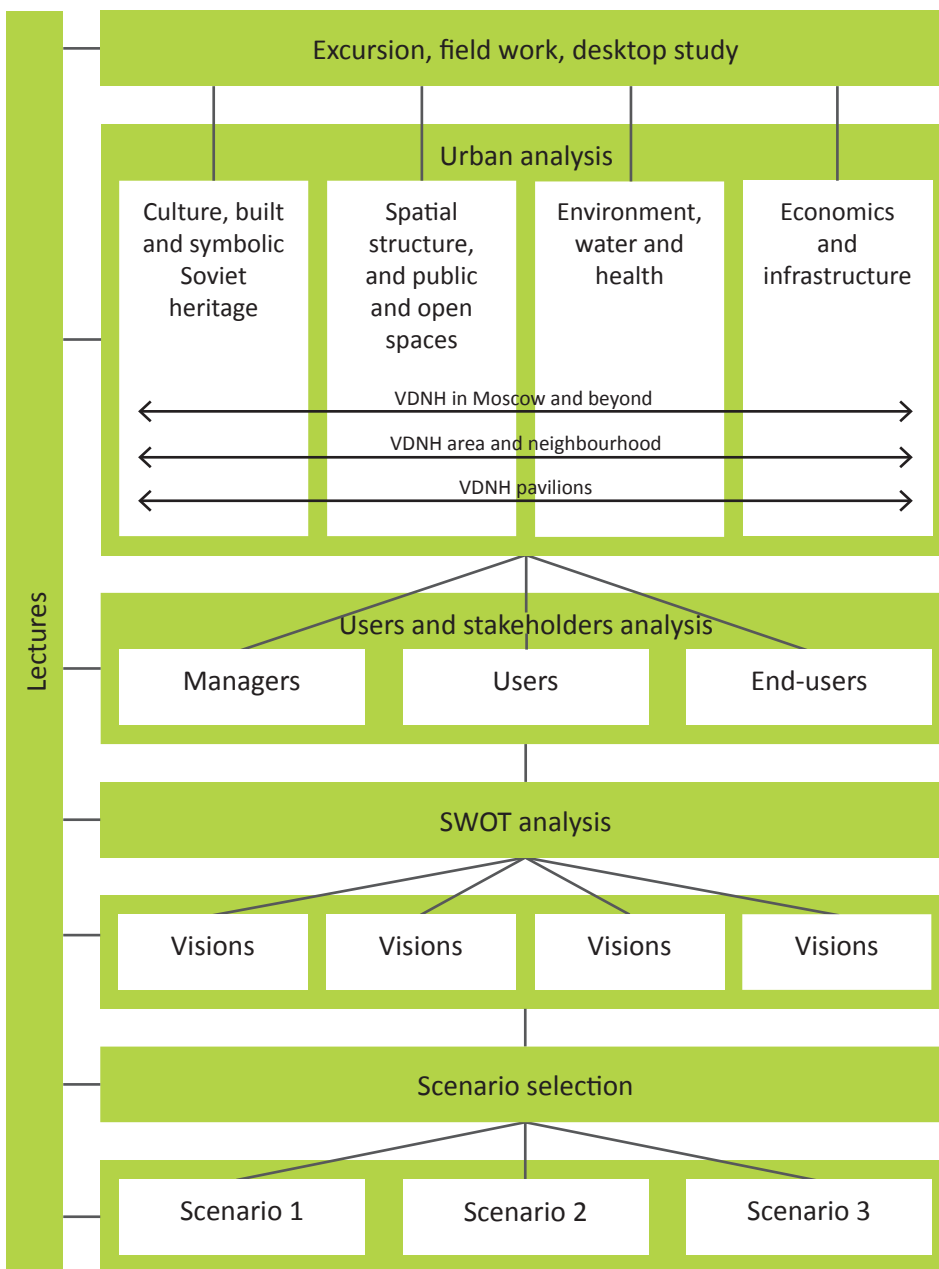 Lectures
Excursion, field work, desktop study
Urban analysis
Culture, built
and symbolic
Soviet
heritage
Spatial
structure,
and public
and open
spaces
Environment,
water and
health
Economics
and
infrastructure
VDNH in Moscow and beyond
VDNH area and neighbourhood
VDNH pavilions
Users and stakeholders analysis
Managers
Users
End-users
SWOT analysis
Visions
Visions
Visions
Visions
Scenario selection
Scenario 1
Scenario 2
Scenario 3